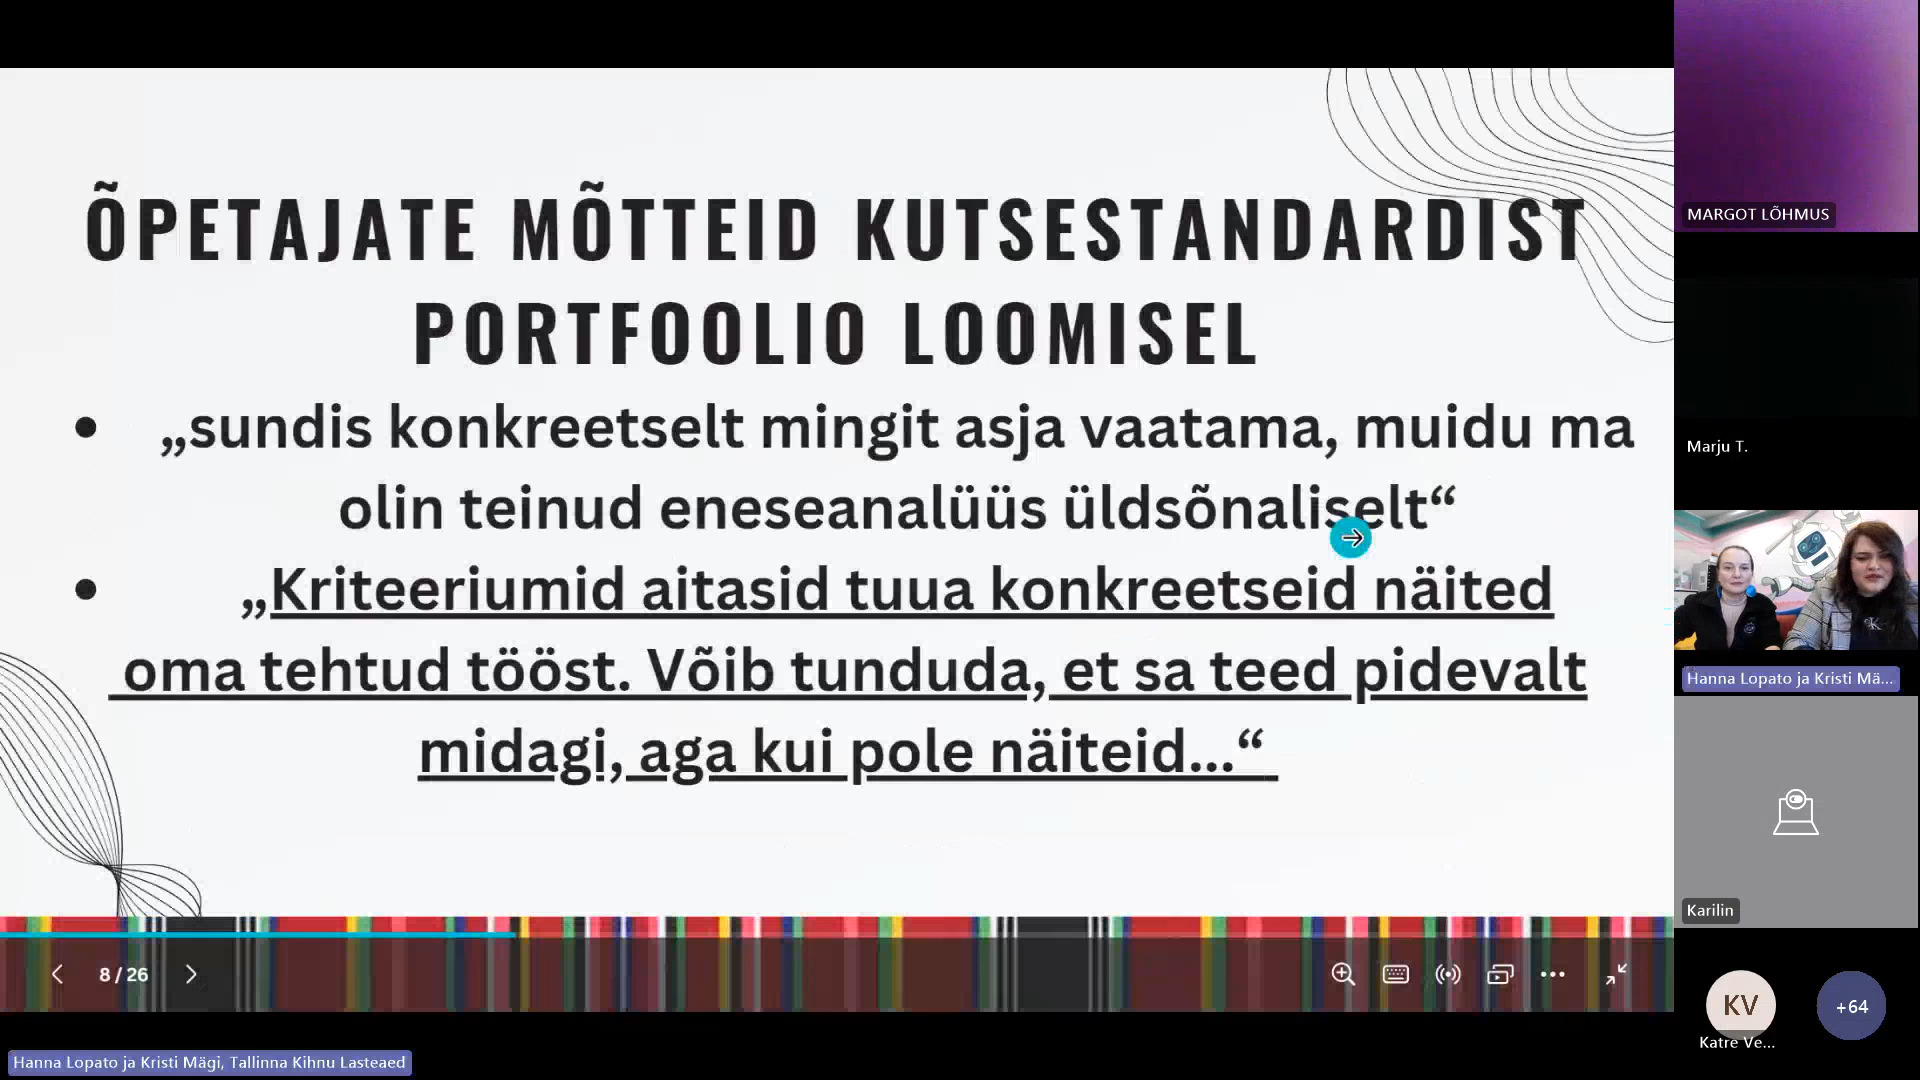 ÕPETAJATE MÕTTEID KUTSESTANDARDIST
PORTFOOLIO LOOMISEL
• „sundis konkreetselt mingit asja vaatama, muidu ma
olin teinud eneseanalüüs üldsõnaliselt“
• „Kriteeriumid aitasid tuua konkreetseid näited
oma tehtud tööst. Võib tunduda, et sa teed pidevalt
midagi, aga kui pole näiteid...“
8 / 26
Hanna Lopato ja Kristi Mägi, Tallinna Kihnu Lasteaed
MARGOT LÕHMUS
Marju T.
Hanna Lopato ja Kristi Mä...
Karilin
KV
Katre Ve...
+64